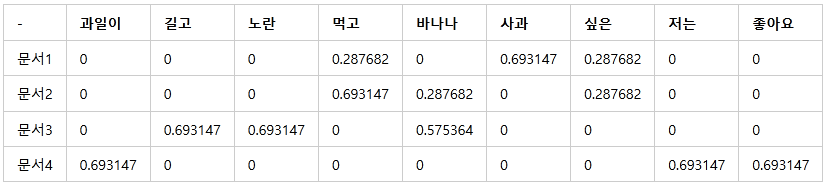 - 과일이 길고 노란 먹고 바나나 사과 싶은 저는 좋아요
문서1 0 0 0 0.287682 0 0.693147 0.287682 0 0
문서2 0 0 0 0.693147 0.287682 0 0.287682 0 0
문서3 0 0.693147 0.693147 0 0.575364 0 0 0 0
문서4 0.693147 0 0 0 0 0 0 0.693147 0.693147